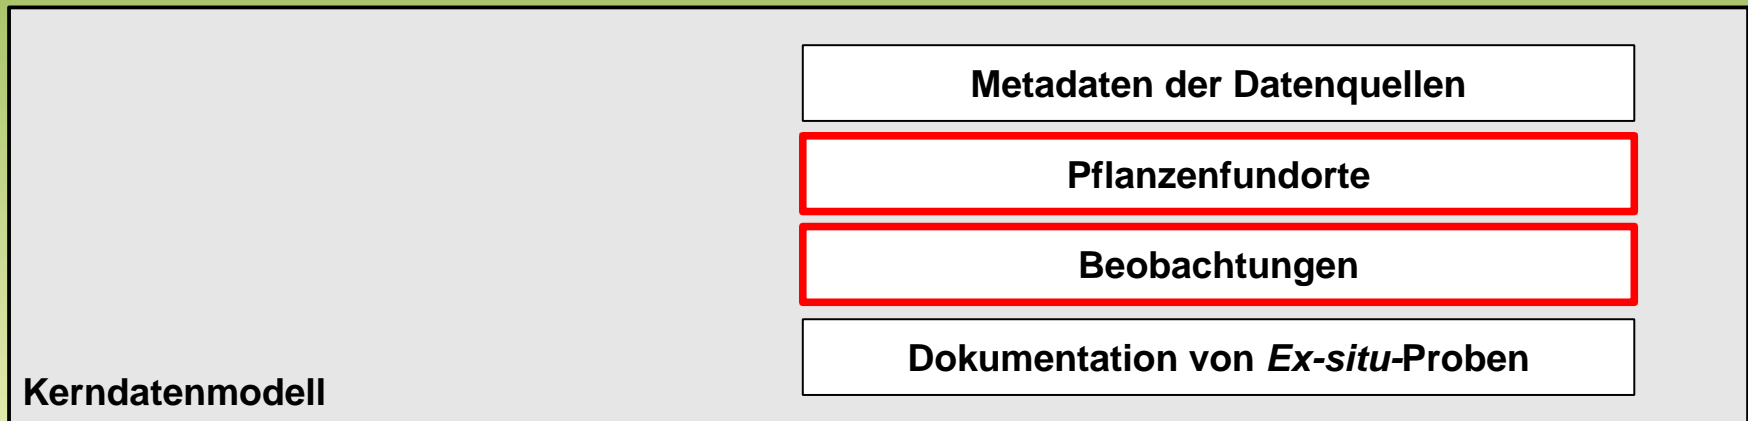 Metadaten der Datenquellen
Pflanzenfundorte
Beobachtungen
Dokumentation von Ex-situ-Proben
Kerndatenmodell